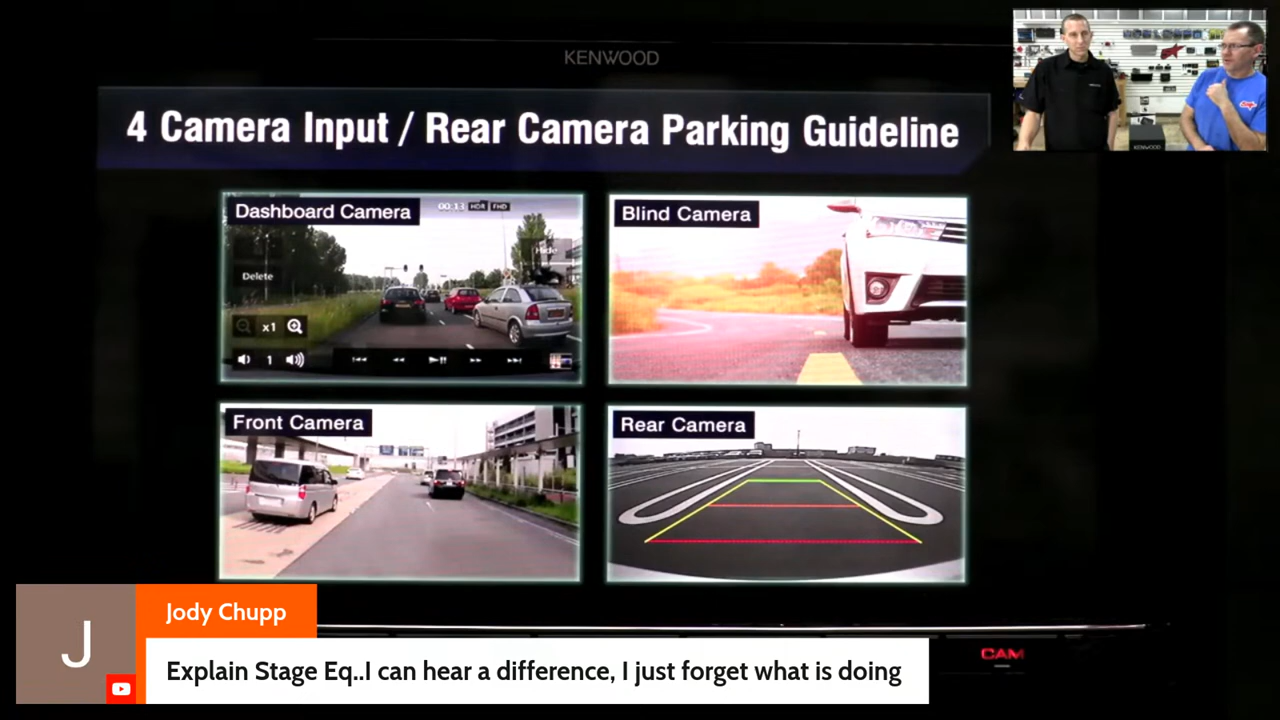 KENWOOD
4 Camera Input / Rear Camera Parking Guideline
Dashboard Camera
00:13 HDR FHD
Hide
Delete
x1
1
Blind Camera
Front Camera
Rear Camera
KENWOOD
CAM
J
Jody Chupp
Explain Stage Eq..I can hear a difference, I just forget what is doing